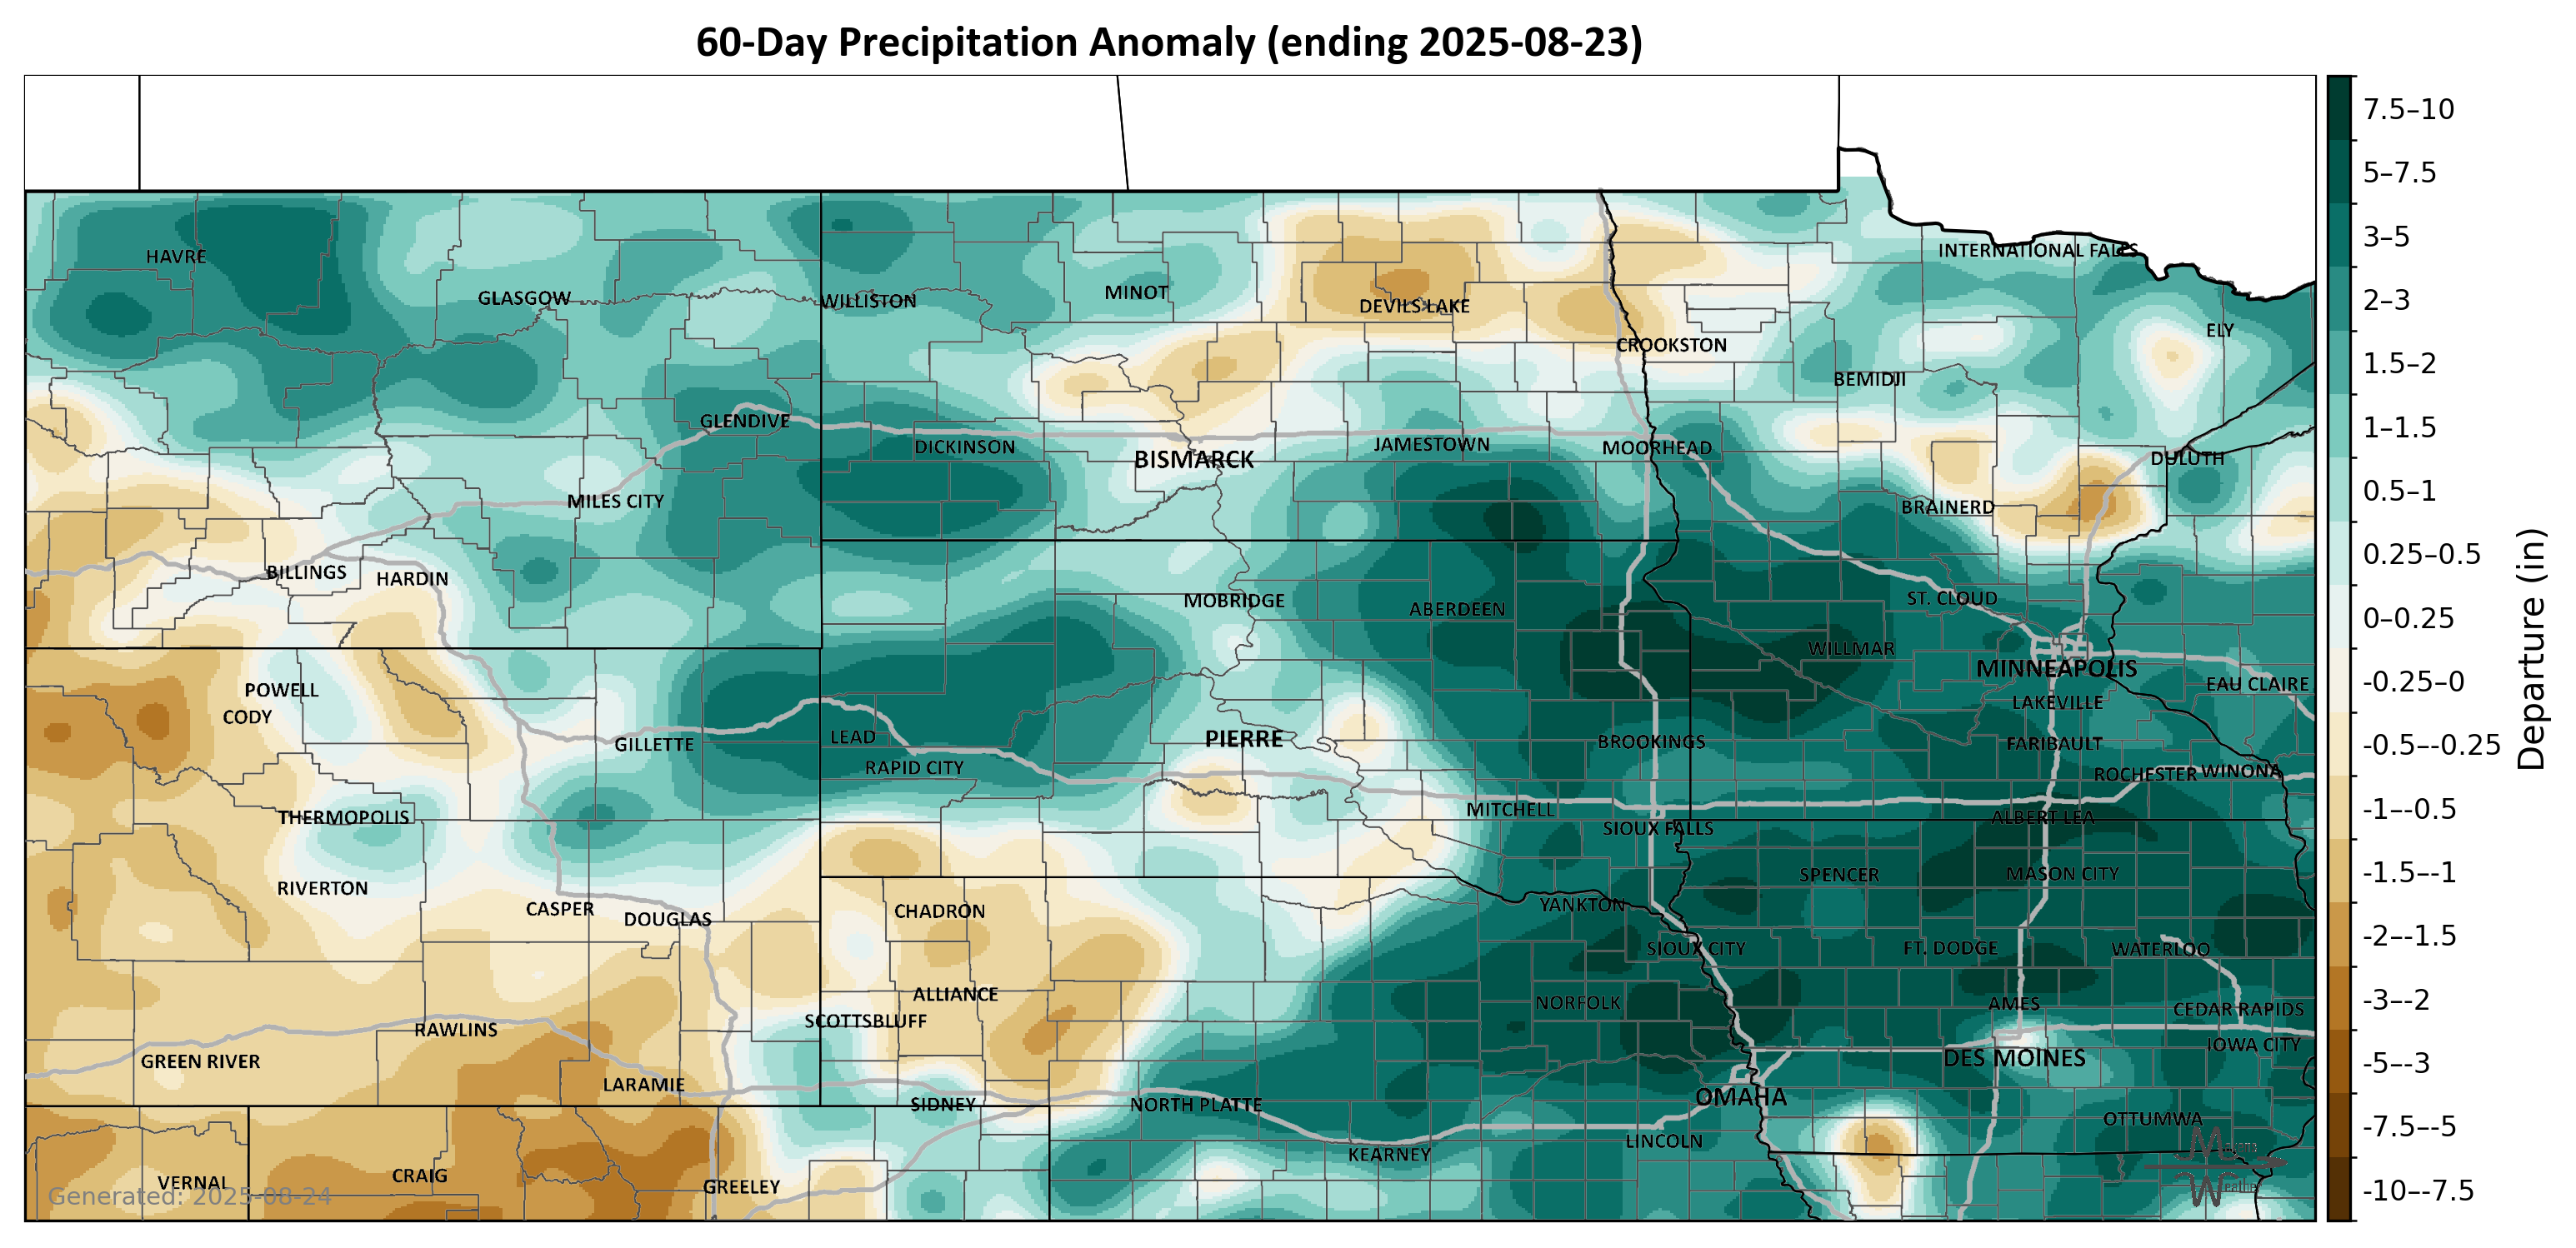 60-Day Precipitation Anomaly (ending 2025-08-23)
HAVRE
GLASGOW
WILLISTON
MINOT
DEVILS LAKE
CROOKSTON
INTERNATIONAL FALLS
ELY
BEMIDJI
GLENDIVE
DICKINSON
BISMARCK
JAMESTOWN
MOORHEAD
DULUTH
MILES CITY
BRAINERD
BILLINGS
HARDIN
MOBRIDGE
ABERDEEN
ST. CLOUD
WILLMAR
MINNEAPOLIS
LAKEVILLE
EAU CLAIRE
POWELL
CODY
GILLETTE
LEAD
RAPID CITY
PIERRE
BROOKINGS
FARIBAULT
ROCHESTER
WINONA
THERMOPOLIS
MITCHELL
SIOUX FALLS
ALBERT LEA
RIVERTON
CASPER
DOUGLAS
CHADRON
YANKTON
SPENCER
MASON CITY
SIOUX CITY
FT. DODGE
WATERLOO
ALLIANCE
SCOTTSBLUFF
NORFOLK
AMES
CEDAR RAPIDS
RAWLINS
GREEN RIVER
LARAMIE
SIDNEY
NORTH PLATTE
OMAHA
DES MOINES
IOWA CITY
OTTUMWA
LINCOLN
KEARNEY
VERNAL
CRAIG
GREELEY
Generated: 2025-08-24
7.5–10
5–7.5
3–5
2–3
1.5–2
1–1.5
0.5–1
0.25–0.5
0–0.25
-0.25–0
-0.5–-0.25
-1–-0.5
-1.5–-1
-2–-1.5
-3–-2
-5–-3
-7.5–-5
-10–-7.5
Departure (in)